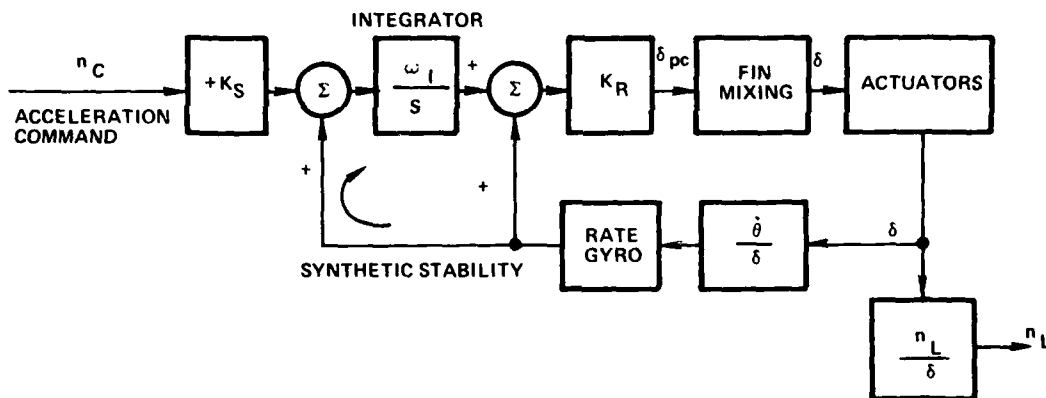 INTEGRATOR
n_C
ACCELERATION
COMMAND
+K_S
Σ
ω_I
S
+
Σ
K_R
δ_pc
FIN
MIXING
δ
ACTUATORS
+
+
SYNTHETIC STABILITY
RATE
GYRO
θ̇
δ
δ
n_L
δ
n_L